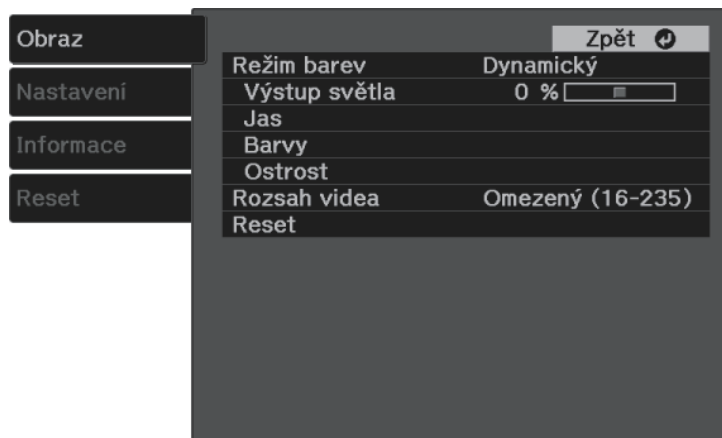 Obraz
Nastavení
Informace
Reset
Zpět
Režim barev Dynamický
Výstup světla 0 %
Jas
Barvy
Ostrost
Rozsah videa Omezený (16-235)
Reset